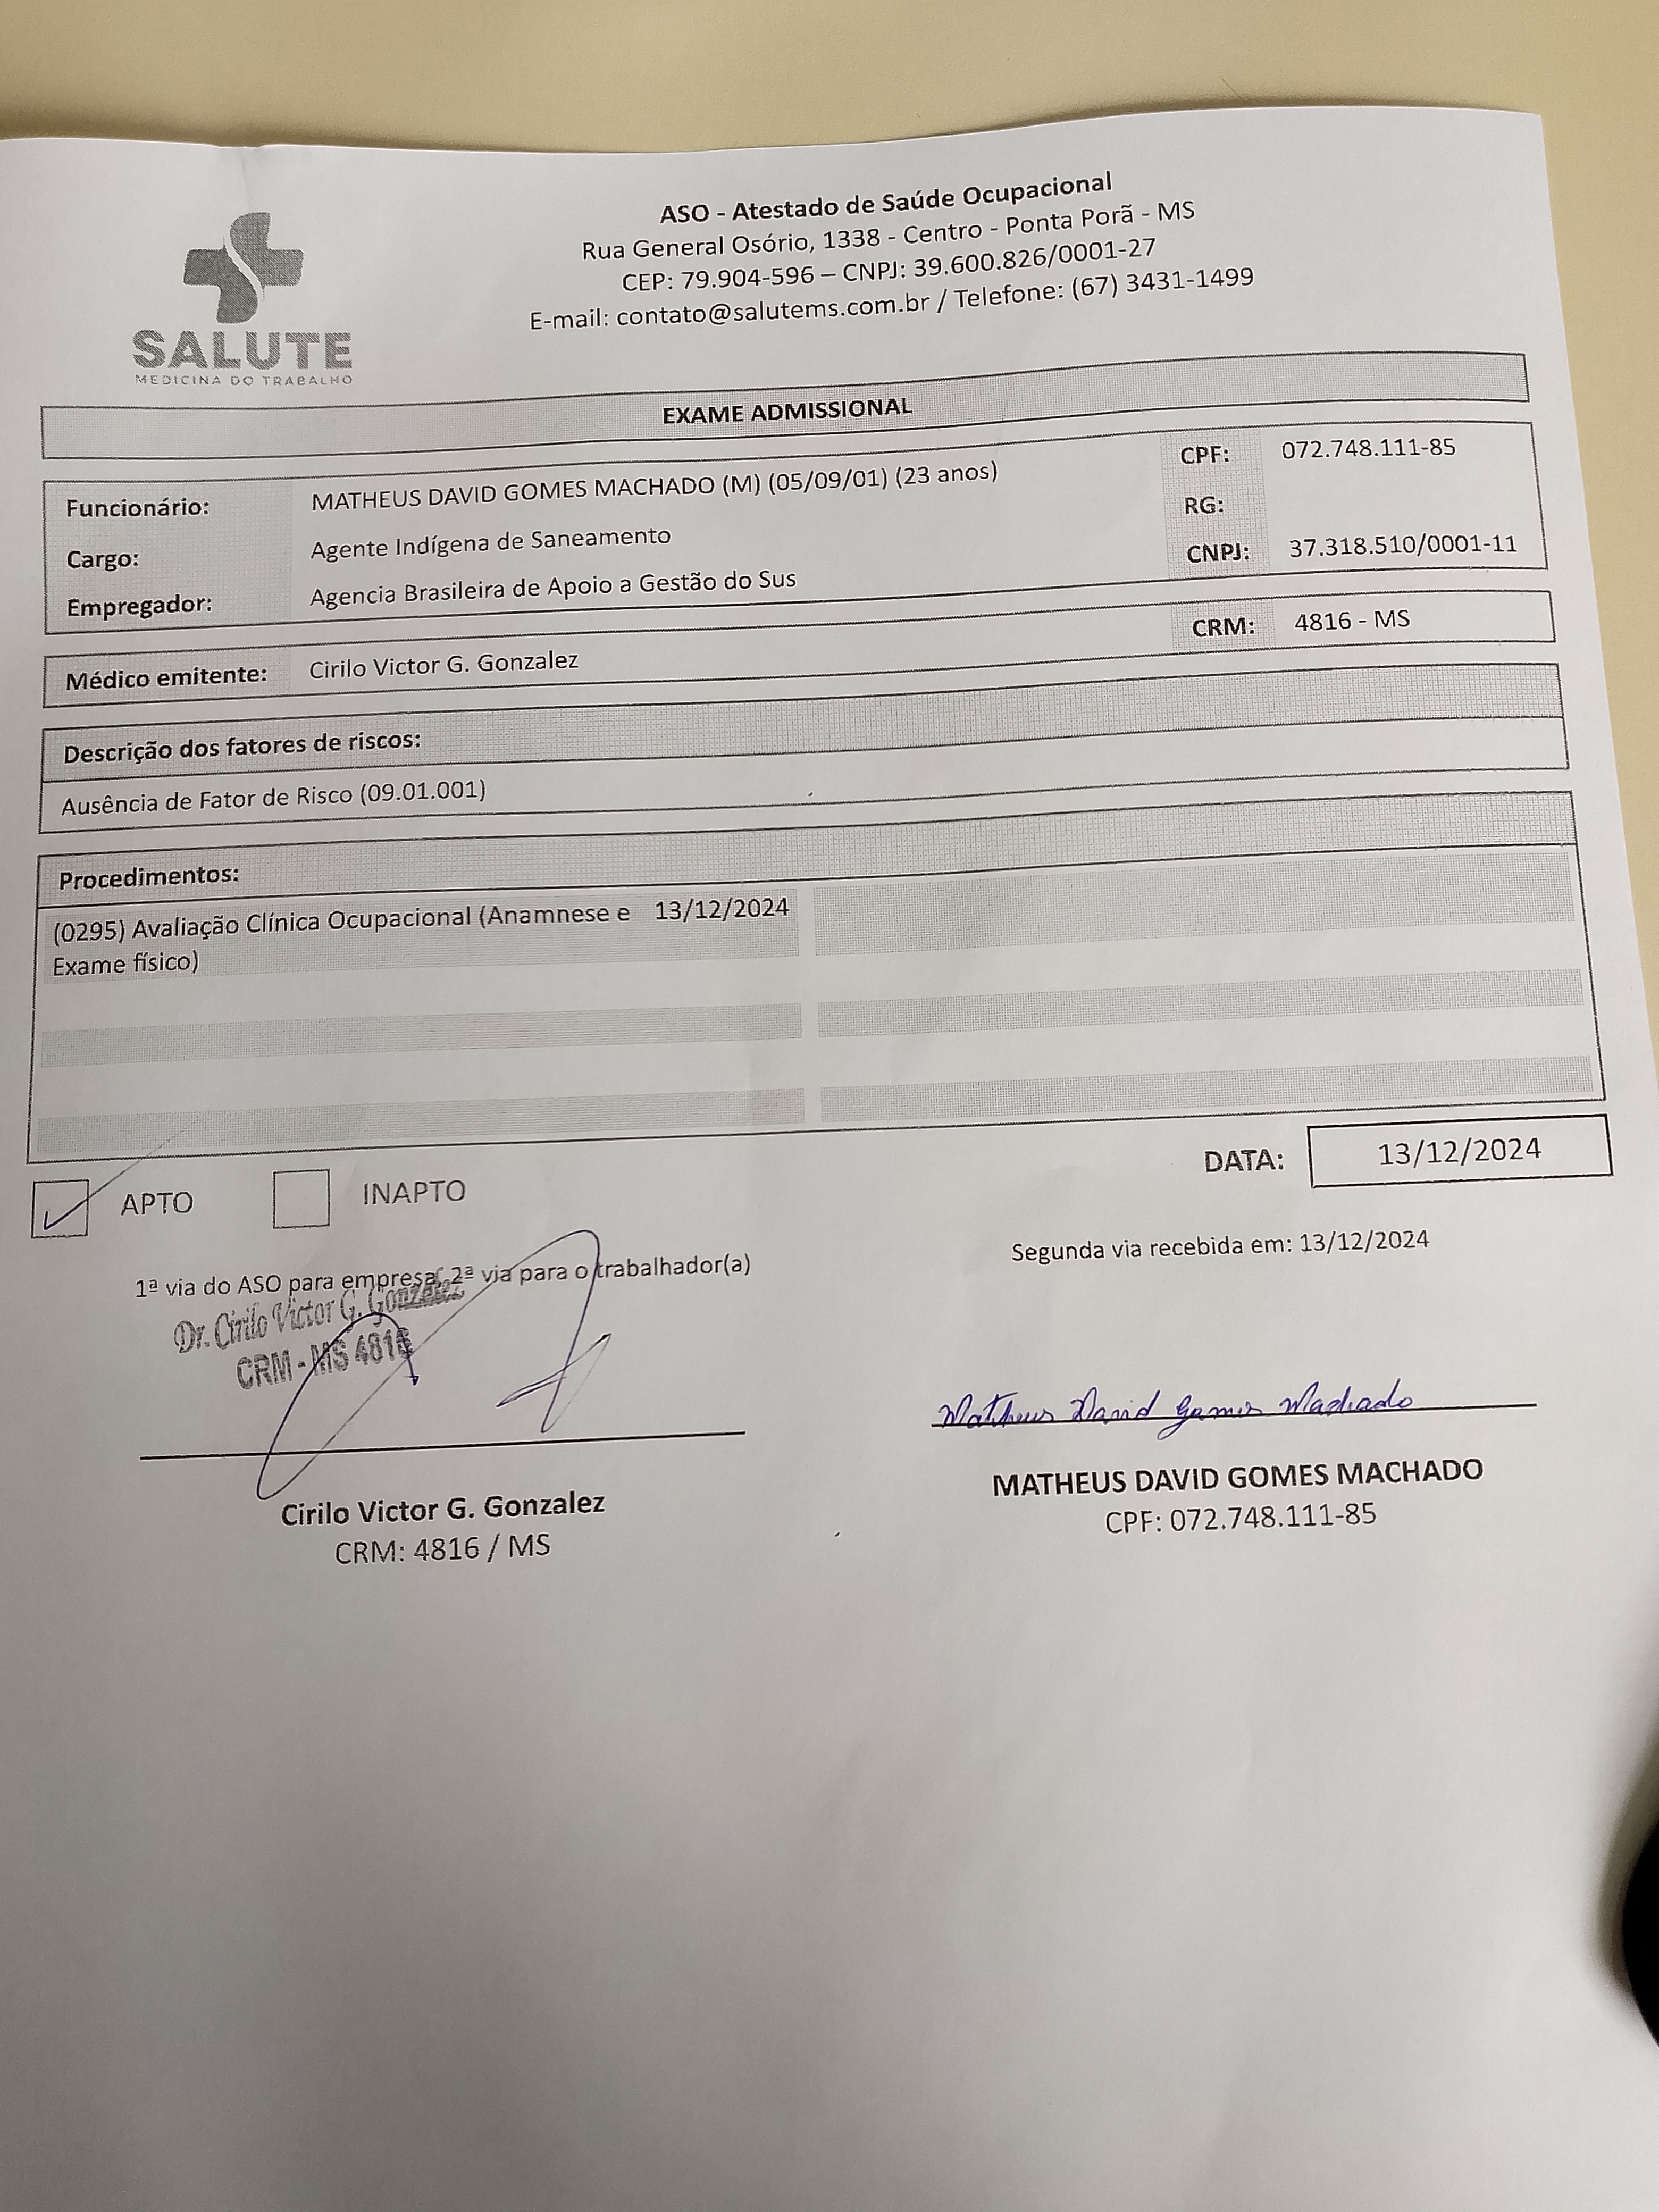 ASO - Atestado de Saúde Ocupacional
Rua General Osório, 1338 - Centro - Ponta Porã - MS
CEP: 79.904-596 – CNPJ: 39.600.826/0001-27
E-mail: contato@salutems.com.br / Telefone: (67) 3431-1499
SALUTE
MEDICINA DO TRABALHO
EXAME ADMISSIONAL
Funcionário: MATHEUS DAVID GOMES MACHADO (M) (05/09/01) (23 anos) CPF: 072.748.111-85
Cargo: Agente Indígena de Saneamento RG:
Empregador: Agencia Brasileira de Apoio a Gestão do Sus CNPJ: 37.318.510/0001-11
Médico emitente: Cirilo Victor G. Gonzalez CRM: 4816 - MS
Descrição dos fatores de riscos:
Ausência de Fator de Risco (09.01.001)
Procedimentos:
(0295) Avaliação Clínica Ocupacional (Anamnese e 13/12/2024
Exame físico)
APTO INAPTO DATA: 13/12/2024
1ª via do ASO para empresa, 2ª via para o trabalhador(a) Segunda via recebida em: 13/12/2024
Dr. Cirilo Victor G. Gonzalez
CRM - MS 4816
Matheus David Gomes Machado
Cirilo Victor G. Gonzalez MATHEUS DAVID GOMES MACHADO
CRM: 4816 / MS CPF: 072.748.111-85